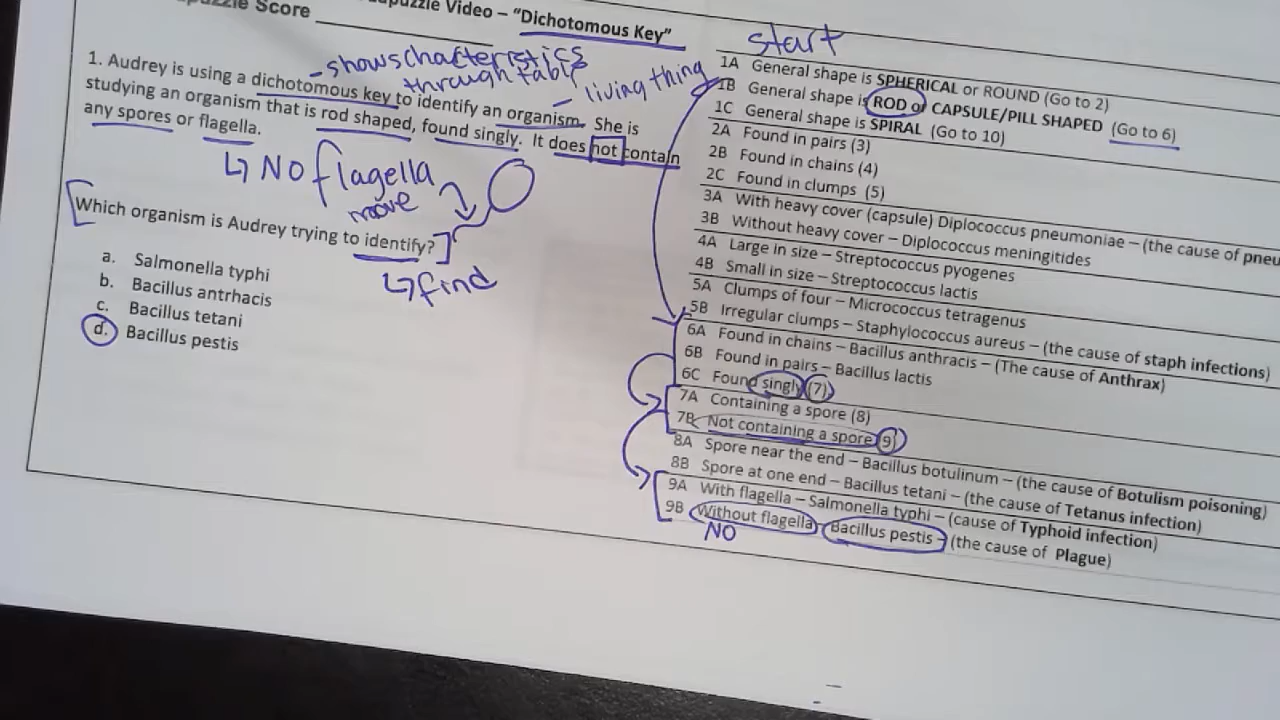 Video – "Dichotomous Key"
Score
start
1. Audrey is using a dichotomous key to identify an organism. She is
studying an organism that is rod shaped, found singly. It does not contain
any spores or flagella.
- shows chacteristics
through table
- living thing
↳ NO flagella
move
Which organism is Audrey trying to identify?
↳ find
a. Salmonella typhi
b. Bacillus antrhacis
c. Bacillus tetani
d. Bacillus pestis
1A General shape is SPHERICAL or ROUND (Go to 2)
1B General shape is ROD or CAPSULE/PILL SHAPED (Go to 6)
1C General shape is SPIRAL (Go to 10)
2A Found in pairs (3)
2B Found in chains (4)
2C Found in clumps (5)
3A With heavy cover (capsule) Diplococcus pneumoniae – (the cause of pneu
3B Without heavy cover – Diplococcus meningitides
4A Large in size – Streptococcus pyogenes
4B Small in size – Streptococcus lactis
5A Clumps of four – Micrococcus tetragenus
5B Irregular clumps – Staphylococcus aureus – (the cause of staph infections)
6A Found in chains – Bacillus anthracis – (The cause of Anthrax)
6B Found in pairs – Bacillus lactis
6C Found singly (7)
7A Containing a spore (8)
7B Not containing a spore (9)
8A Spore near the end – Bacillus botulinum – (the cause of Botulism poisoning)
8B Spore at one end – Bacillus tetani – (the cause of Tetanus infection)
9A With flagella – Salmonella typhi – (cause of Typhoid infection)
9B Without flagella – Bacillus pestis – (the cause of Plague)
NO